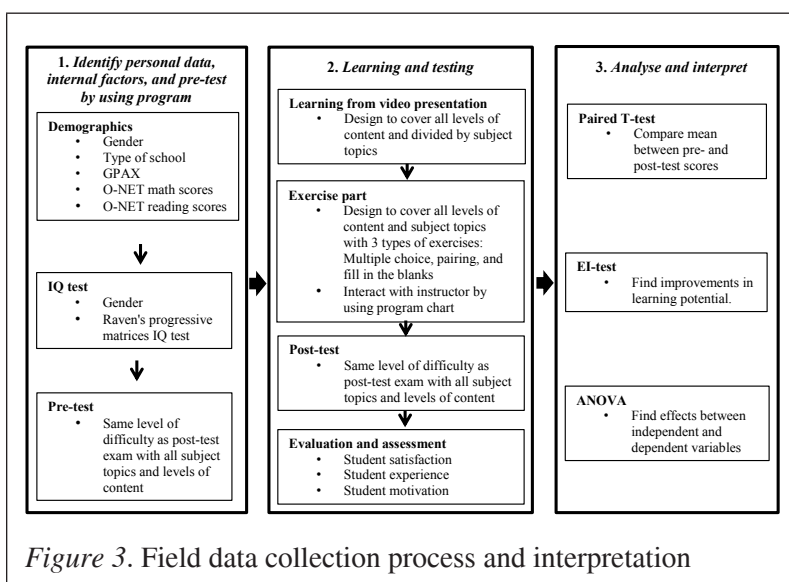 1. Identify personal data,
internal factors, and pre-test
by using program
Demographics
• Gender
• Type of school
• GPAX
• O-NET math scores
• O-NET reading scores
IQ test
• Gender
• Raven's progressive
matrices IQ test
Pre-test
• Same level of
difficulty as post-test
exam with all subject
topics and levels of
content
2. Learning and testing
Learning from video presentation
• Design to cover all levels of
content and divided by subject
topics
Exercise part
• Design to cover all levels of
content and subject topics
with 3 types of exercises:
Multiple choice, pairing, and
fill in the blanks
• Interact with instructor by
using program chart
Post-test
• Same level of difficulty as
post-test exam with all subject
topics and levels of content
Evaluation and assessment
• Student satisfaction
• Student experience
• Student motivation
3. Analyse and interpret
Paired T-test
• Compare mean
between pre- and
post-test scores
EI-test
• Find improvements in
learning potential.
ANOVA
• Find effects between
independent and
dependent variables
Figure 3. Field data collection process and interpretation